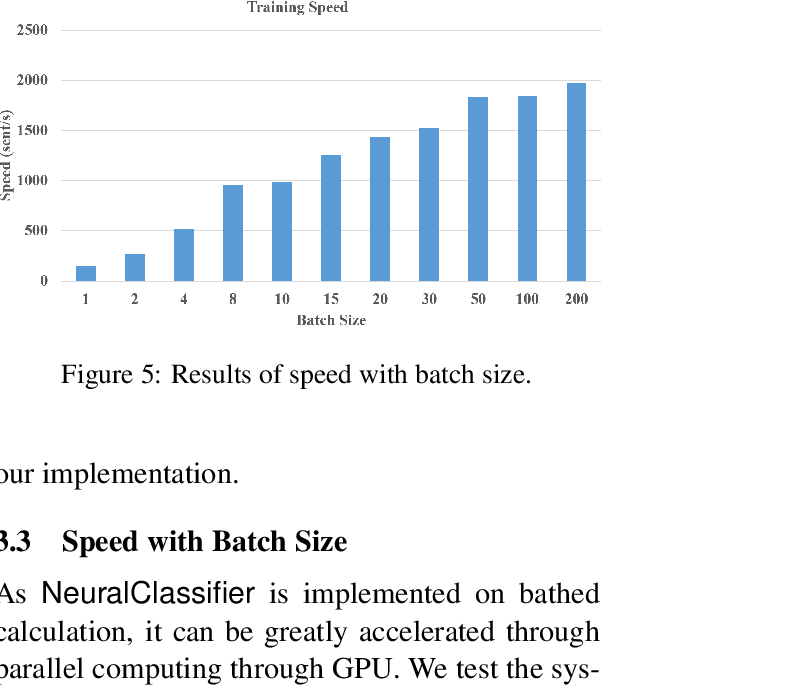 Training Speed
2500
2000
1500
1000
500
0
Speed (sent/s)
1 2 4 8 10 15 20 30 50 100 200
Batch Size
Figure 5: Results of speed with batch size.
our implementation.
3.3 Speed with Batch Size
As NeuralClassifier is implemented on bathed
calculation, it can be greatly accelerated through
parallel computing through GPU. We test the sys-